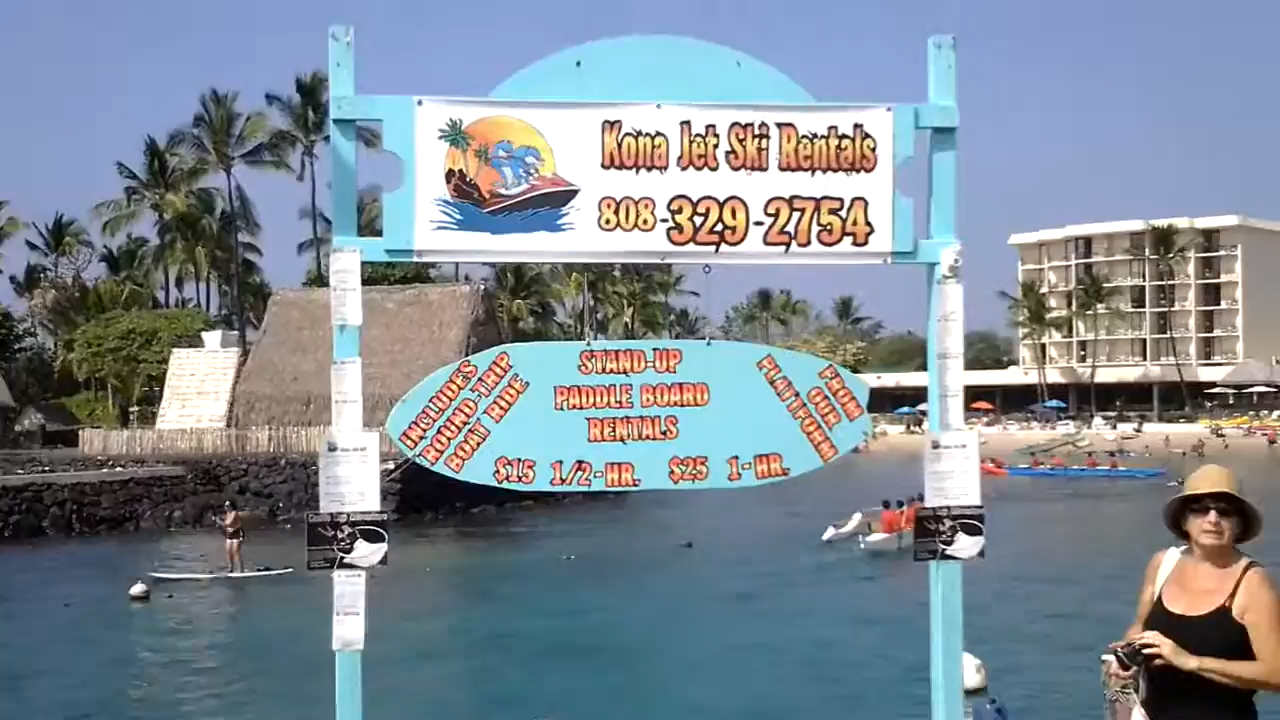 Kona Jet Ski Rentals
808-329-2754
INCLUDES
ROUND-TRIP
BOAT RIDE
STAND-UP
PADDLE BOARD
RENTALS
FROM
OUR
PLATTFORM
$15 1/2-HR. $25 1-HR.